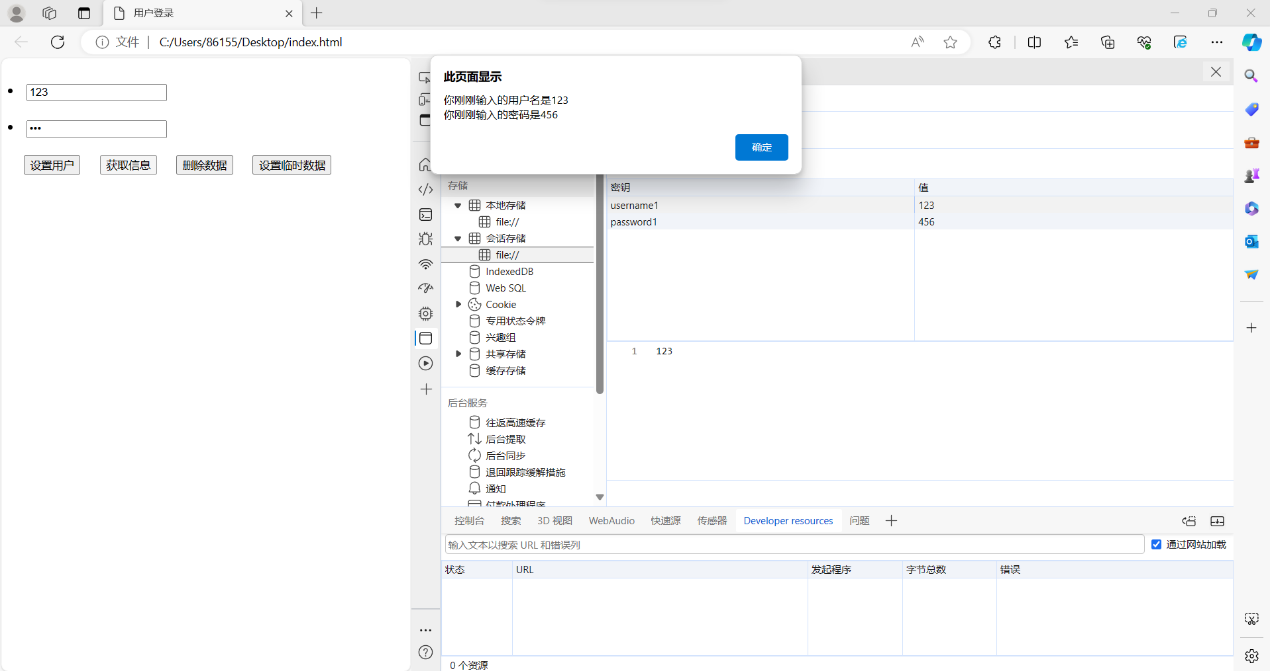 用户登录
文件
C:/Users/86155/Desktop/index.html
此页面显示
你刚刚输入的用户名是123
你刚刚输入的密码是456
确定
123
•••
设置用户
获取信息
删除数据
设置临时数据
存储
本地存储
file://
会话存储
file://
IndexedDB
Web SQL
Cookie
专用状态令牌
兴趣组
共享存储
缓存存储
后台服务
往返高速缓存
后台提取
后台同步
退回跟踪缓解措施
通知
付款处理程序
密钥 值
username1 123
password1 456
1 123
控制台 搜索 3D 视图 WebAudio 快速源 传感器 Developer resources 问题
输入文本以搜索 URL 和错误列
通过网站加载
状态 URL 发起程序 字节总数 错误
0 个资源